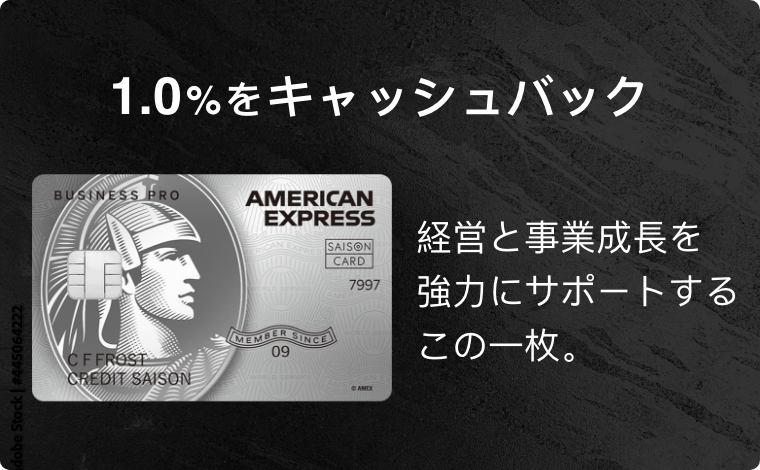 1.0%をキャッシュバック
BUSINESS PRO
AMERICAN
EXPRESS
SAISON
CARD
7997
MEMBER SINCE
09
C F FROST
CREDIT SAISON
© AMEX
経営と事業成長を
強力にサポートする
この一枚。
dobe Stock | #445064222